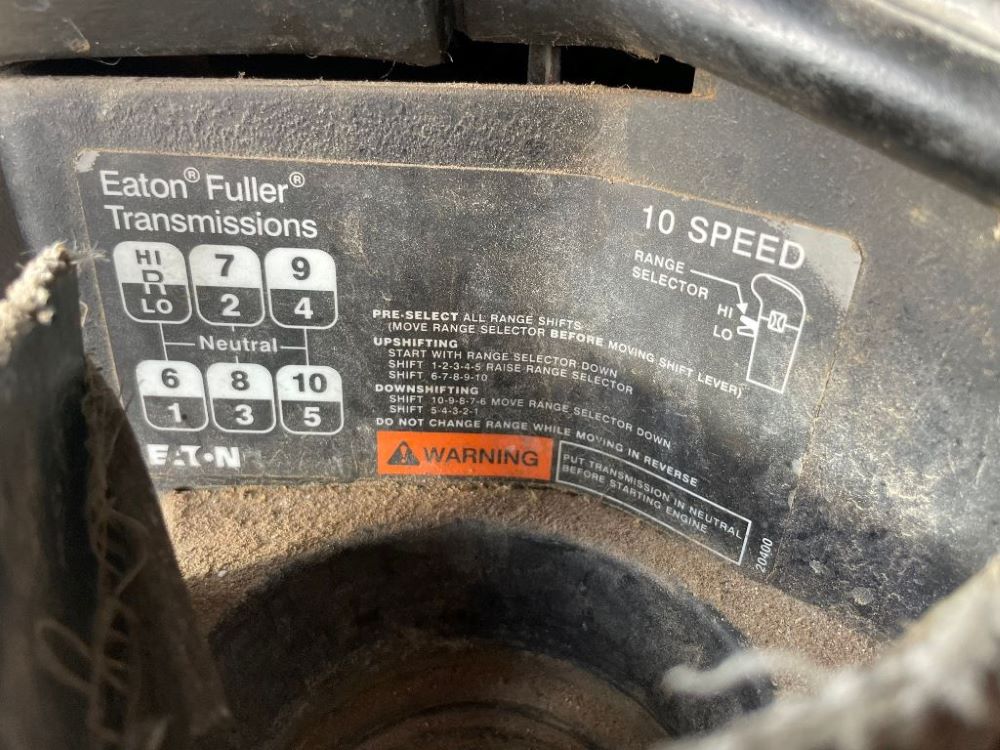 Eaton® Fuller®
Transmissions
HI 7 9
R
LO 2 4
Neutral
6 8 10
1 3 5
EATON
10 SPEED
RANGE
SELECTOR
HI
LO
PRE-SELECT ALL RANGE SHIFTS
(MOVE RANGE SELECTOR BEFORE MOVING SHIFT LEVER)
UPSHIFTING
START WITH RANGE SELECTOR DOWN
SHIFT 1-2-3-4-5 RAISE RANGE SELECTOR
SHIFT 6-7-8-9-10
DOWNSHIFTING
SHIFT 10-9-8-7-6 MOVE RANGE SELECTOR DOWN
SHIFT 5-4-3-2-1
DO NOT CHANGE RANGE WHILE MOVING IN REVERSE
WARNING
PUT TRANSMISSION IN NEUTRAL
BEFORE STARTING ENGINE
20400